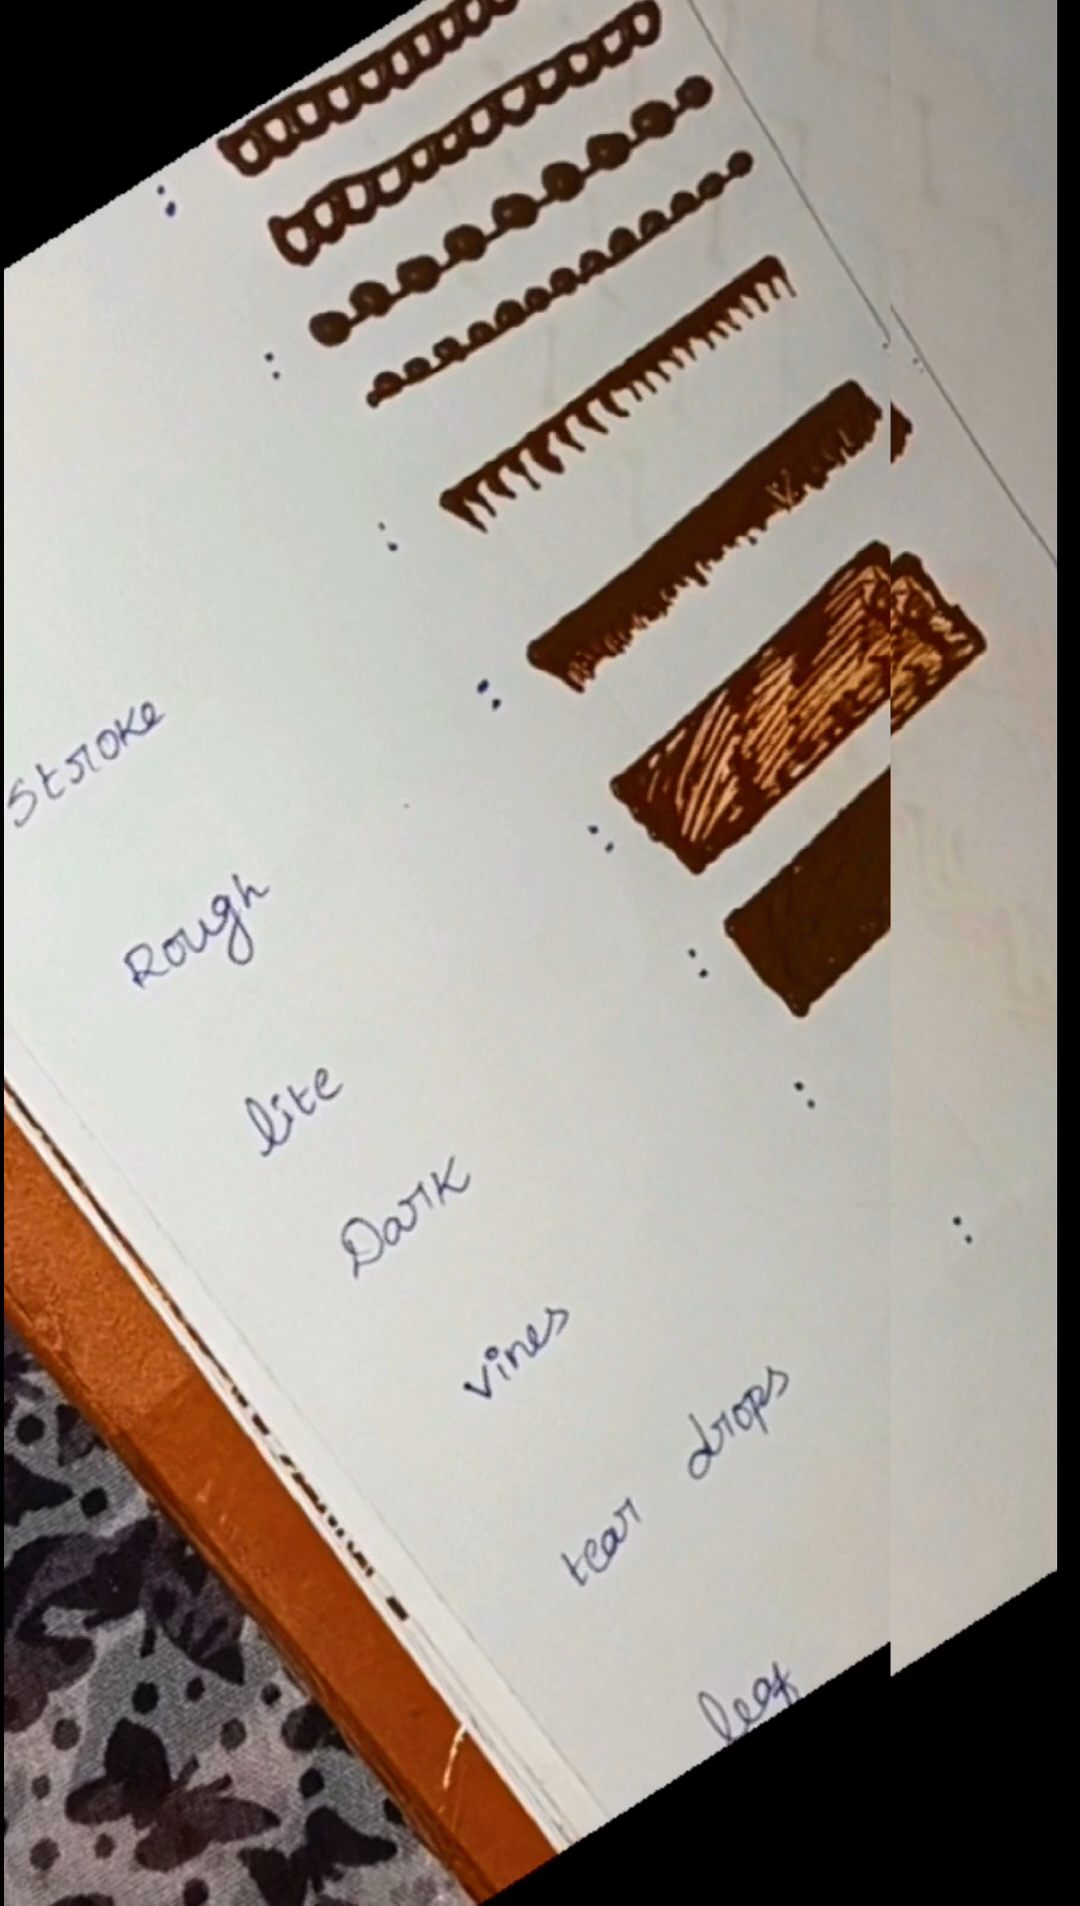 Stroke :
Rough :
lite :
Dark :
vines :
tear drops :
leaf :